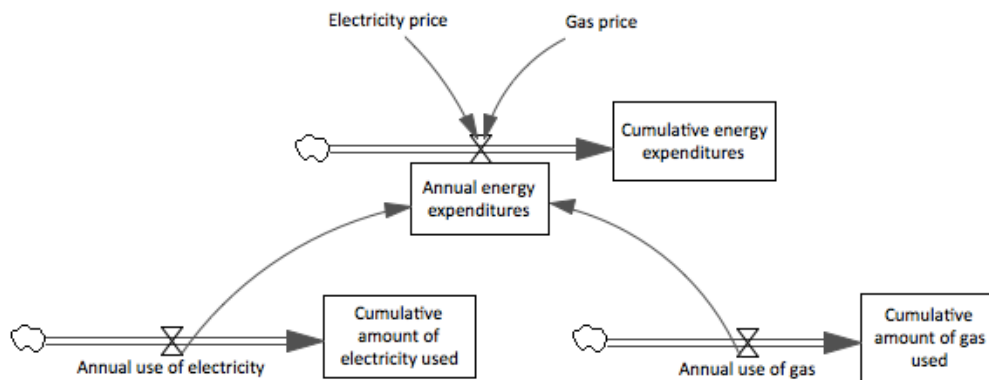 Electricity price
Gas price
Cumulative energy
expenditures
Annual energy
expenditures
Cumulative
amount of
electricity used
Annual use of electricity
Cumulative
amount of gas
used
Annual use of gas